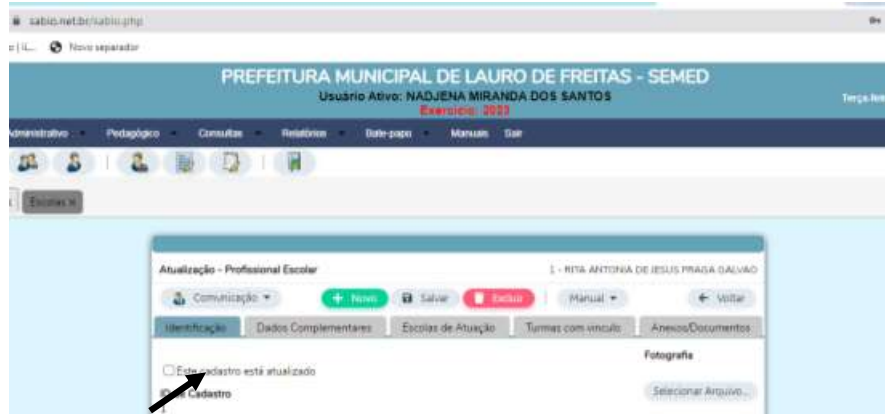 sabio.net.br/sabio.php
Novo separador
PREFEITURA MUNICIPAL DE LAURO DE FREITAS - SEMED
Usuário Ativo: NADJENA MIRANDA DOS SANTOS
Exercício: 2022
Administrativo Pedagógico Consultas Relatórios Bate-papo Manuais Sair
Escolas x
Atualização - Profissional Escolar 1 - RITA ANTONIA DE JESUS PRAGA GALVAO
Comunicação + Novo Salvar Excluir Manual Voltar
Identificação Dados Complementares Escolas de Atuação Turmas com vinculo Anexos/Documentos
Fotografia
Este cadastro está atualizado
Cadastro Selecionar Arquivo...
1